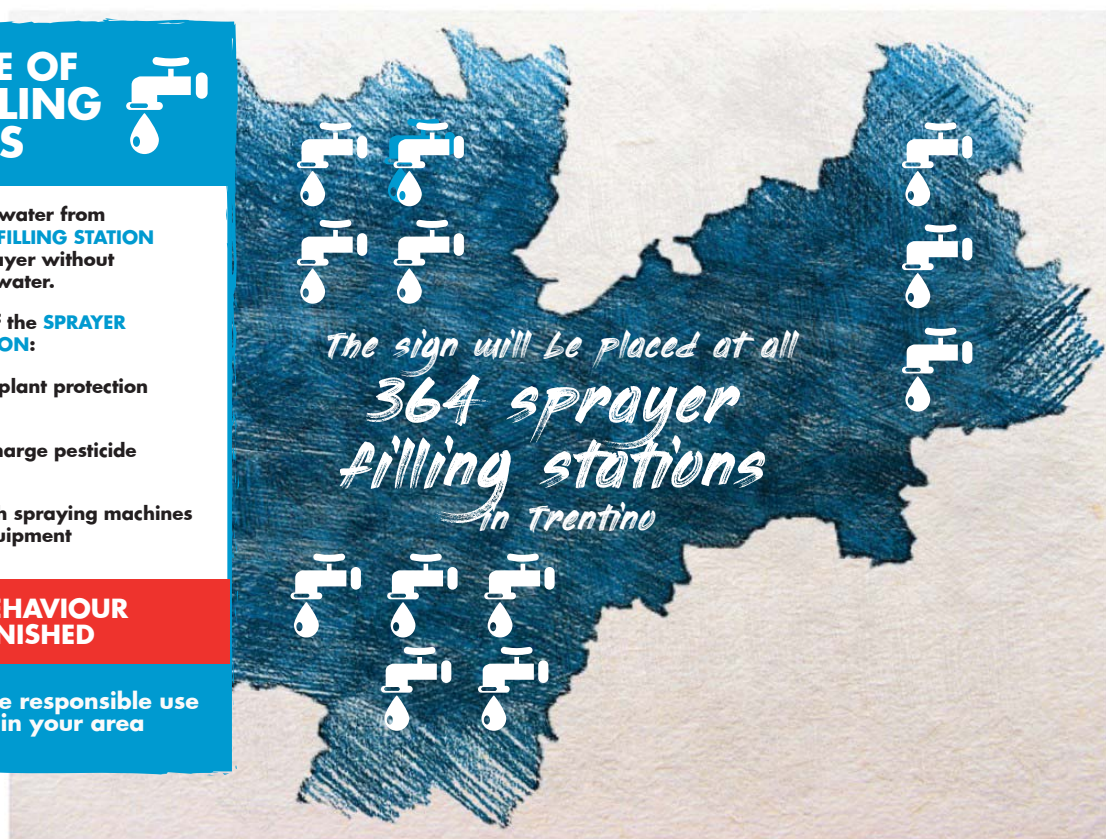 E OF
LING
S
water from
FILLING STATION
ayer without
water.
f the SPRAYER
ON:
plant protection
harge pesticide
n spraying machines
uipment
EHAVIOUR
NISHED
e responsible use
in your area
The sign will be placed at all
364 sprayer
filling stations
in Trentino